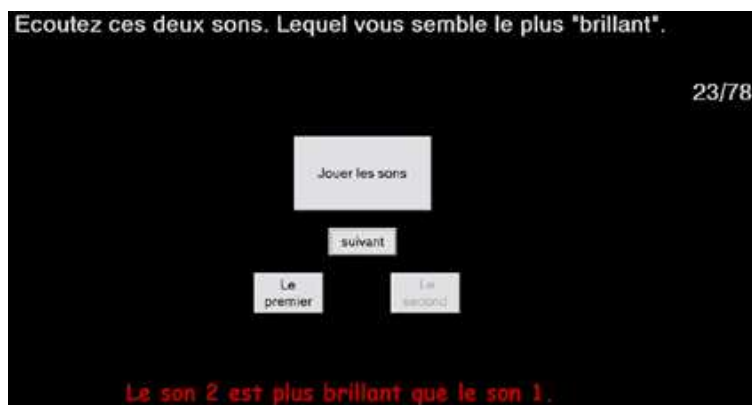 Ecoutez ces deux sons. Lequel vous semble le plus "brillant".
23/78
Jouer les sons
suivant
Le
premier
Le
second
Le son 2 est plus brillant que le son 1.